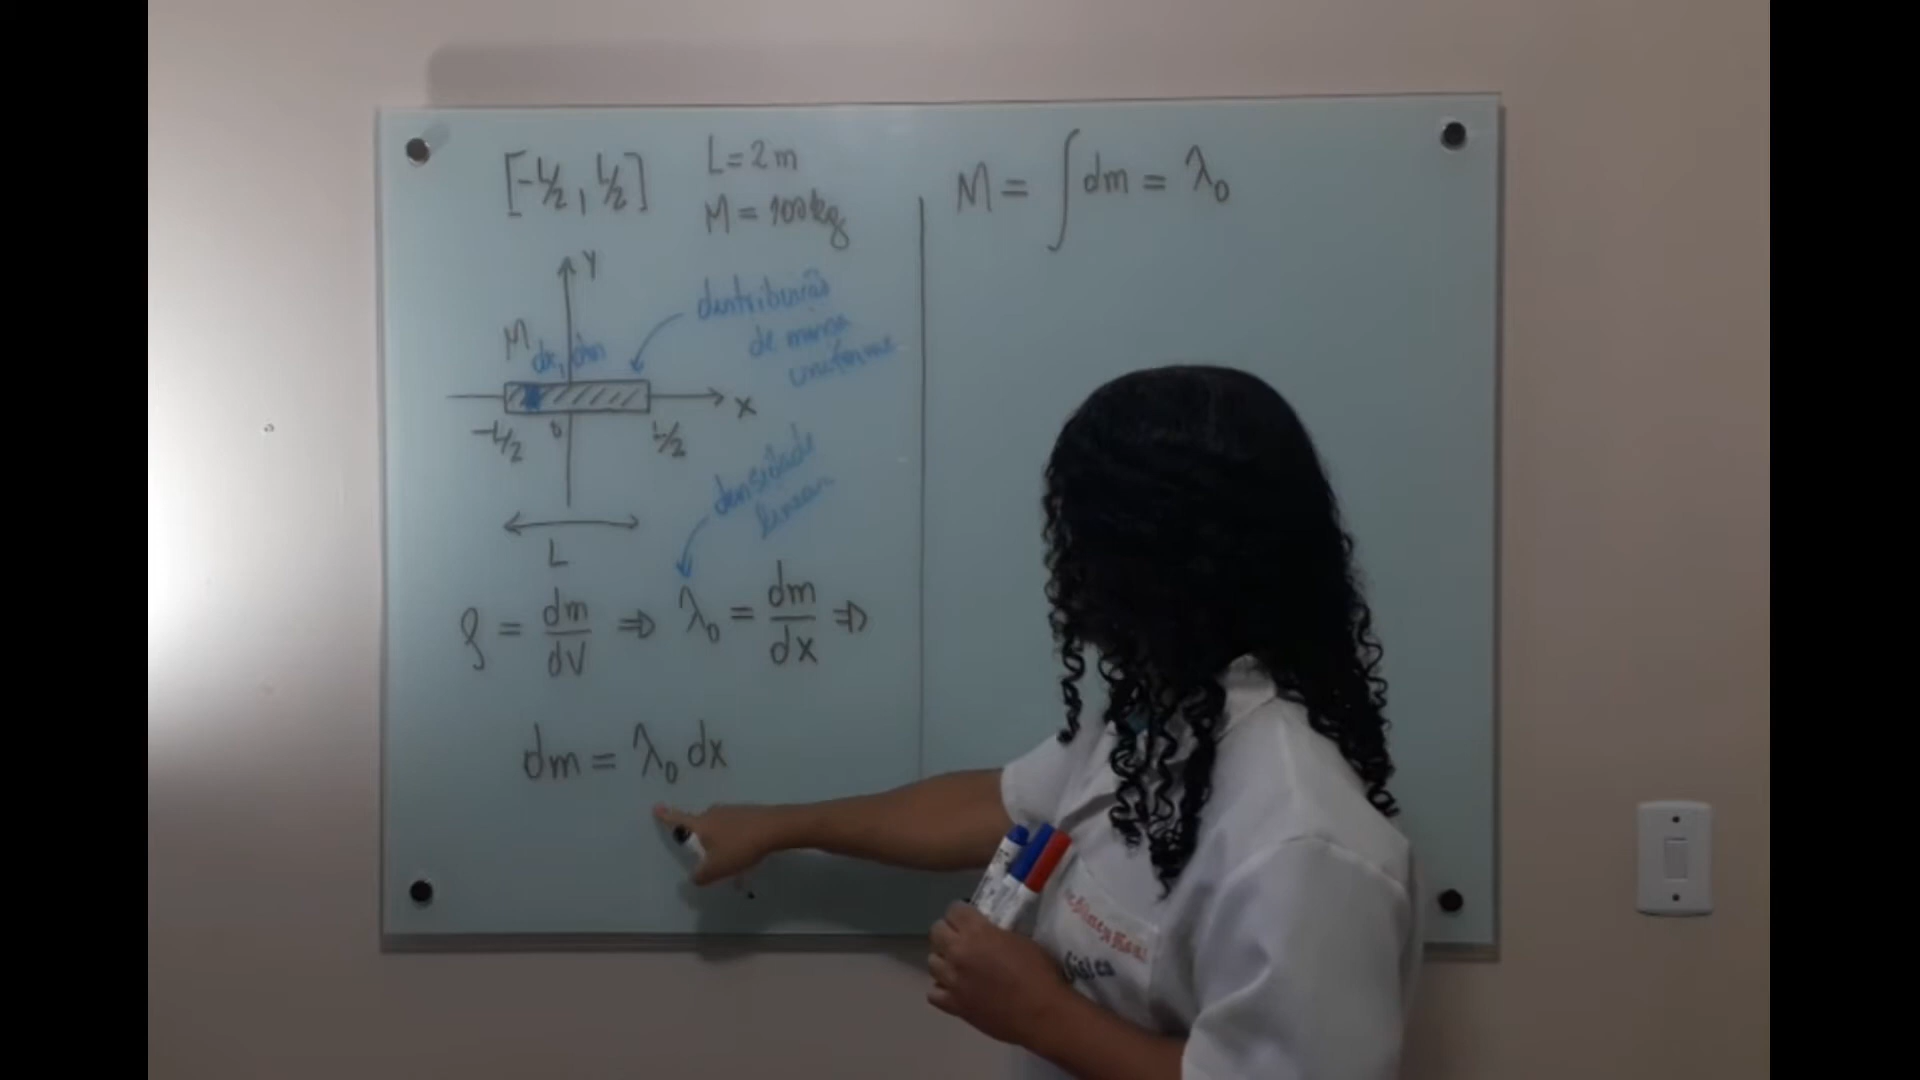 [-L/2, L/2]
L = 2m
M = 100kg
Y
distribuição
de massa
uniforme
M
dx, dm
X
-L/2
0
L/2
densidade
linear
L
ρ = dm/dV ⇒ λ₀ = dm/dx ⇒
dm = λ₀ dx
M = ∫ dm = λ₀
Física